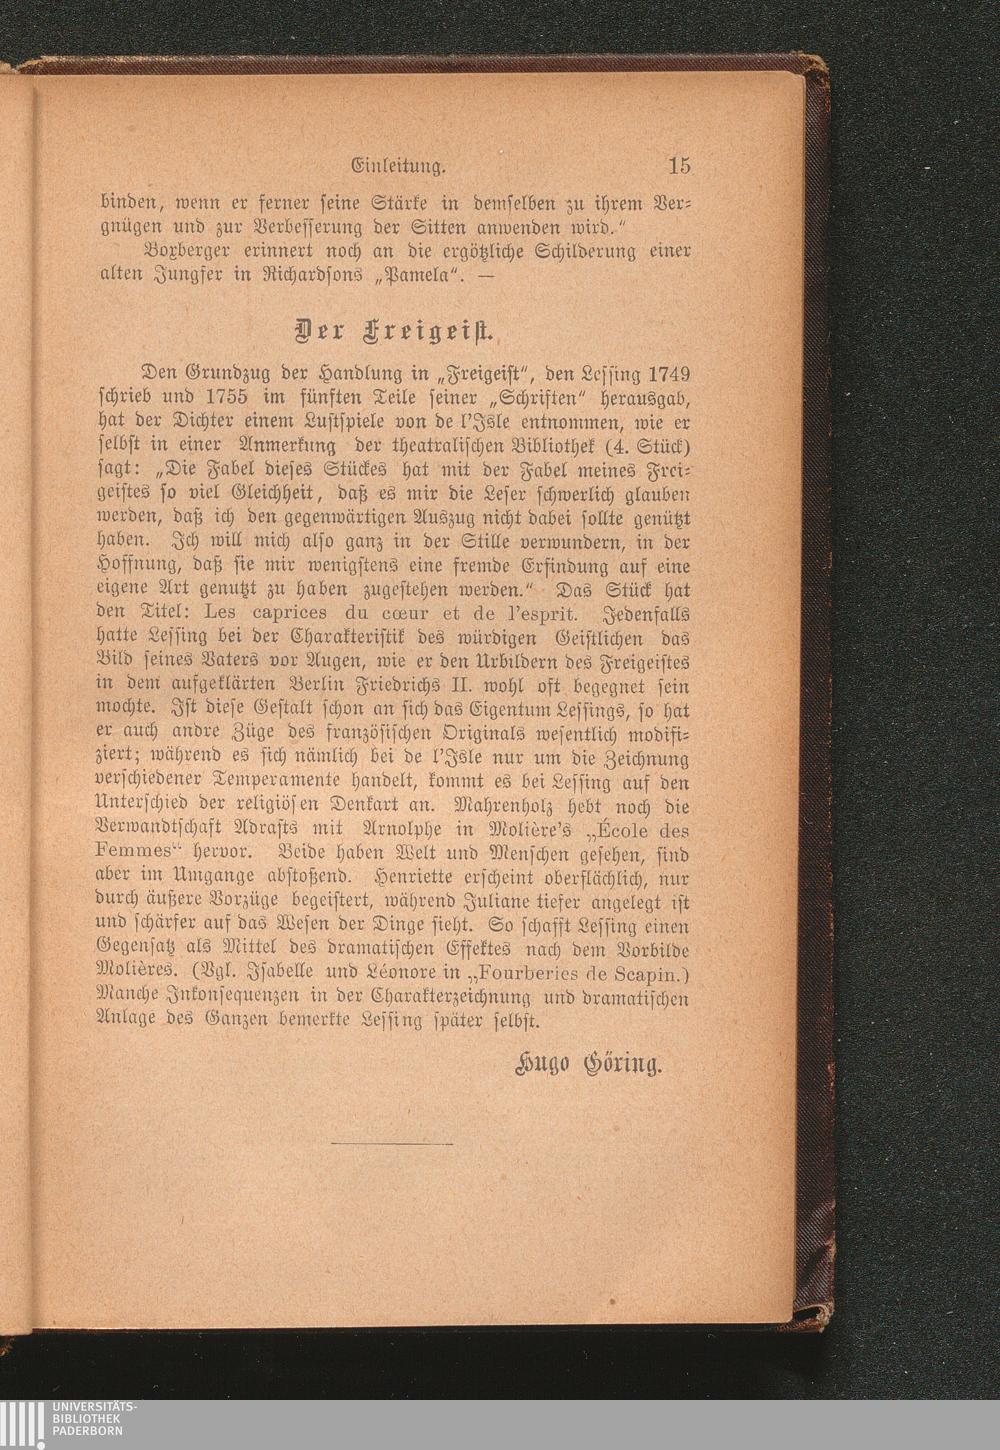 Einleitung. 15
binden, wenn er ferner seine Stärke in demselben zu ihrem Ver-
gnügen und zur Verbesserung der Sitten anwenden wird.“
Boxberger erinnert noch an die ergötzliche Schilderung einer
alten Jungfer in Richardsons „Pamela“. —
Der Freigeist.
Den Grundzug der Handlung in „Freigeist“, den Lessing 1749
schrieb und 1755 im fünften Teile seiner „Schriften“ herausgab,
hat der Dichter einem Lustspiele von de l’Isle entnommen, wie er
selbst in einer Anmerkung der theatralischen Bibliothek (4. Stück)
sagt: „Die Fabel dieses Stückes hat mit der Fabel meines Frei-
geistes so viel Gleichheit, daß es mir die Leser schwerlich glauben
werden, daß ich den gegenwärtigen Auszug nicht dabei sollte genützt
haben. Ich will mich also ganz in der Stille verwundern, in der
Hoffnung, daß sie mir wenigstens eine fremde Erfindung auf eine
eigene Art genutzt zu haben zugestehen werden.“ Das Stück hat
den Titel: Les caprices du cœur et de l’esprit. Jedenfalls
hatte Lessing bei der Charakteristik des würdigen Geistlichen das
Bild seines Vaters vor Augen, wie er den Urbildern des Freigeistes
in dem aufgeklärten Berlin Friedrichs II. wohl oft begegnet sein
mochte. Ist diese Gestalt schon an sich das Eigentum Lessings, so hat
er auch andre Züge des französischen Originals wesentlich modifi-
ziert; während es sich nämlich bei de l’Isle nur um die Zeichnung
verschiedener Temperamente handelt, kommt es bei Lessing auf den
Unterschied der religiösen Denkart an. Mahrenholz hebt noch die
Verwandtschaft Adrasts mit Arnolphe in Molière’s „École des
Femmes“ hervor. Beide haben Welt und Menschen gesehen, sind
aber im Umgange abstoßend. Henriette erscheint oberflächlich, nur
durch äußere Vorzüge begeistert, während Juliane tiefer angelegt ist
und schärfer auf das Wesen der Dinge sieht. So schafft Lessing einen
Gegensatz als Mittel des dramatischen Effektes nach dem Vorbilde
Molières. (Vgl. Isabelle und Léonore in „Fourberies de Scapin.)
Manche Inkonsequenzen in der Charakterzeichnung und dramatischen
Anlage des Ganzen bemerkte Lessing später selbst.
Hugo Göring.
UNIVERSITÄTS-
BIBLIOTHEK
PADERBORN